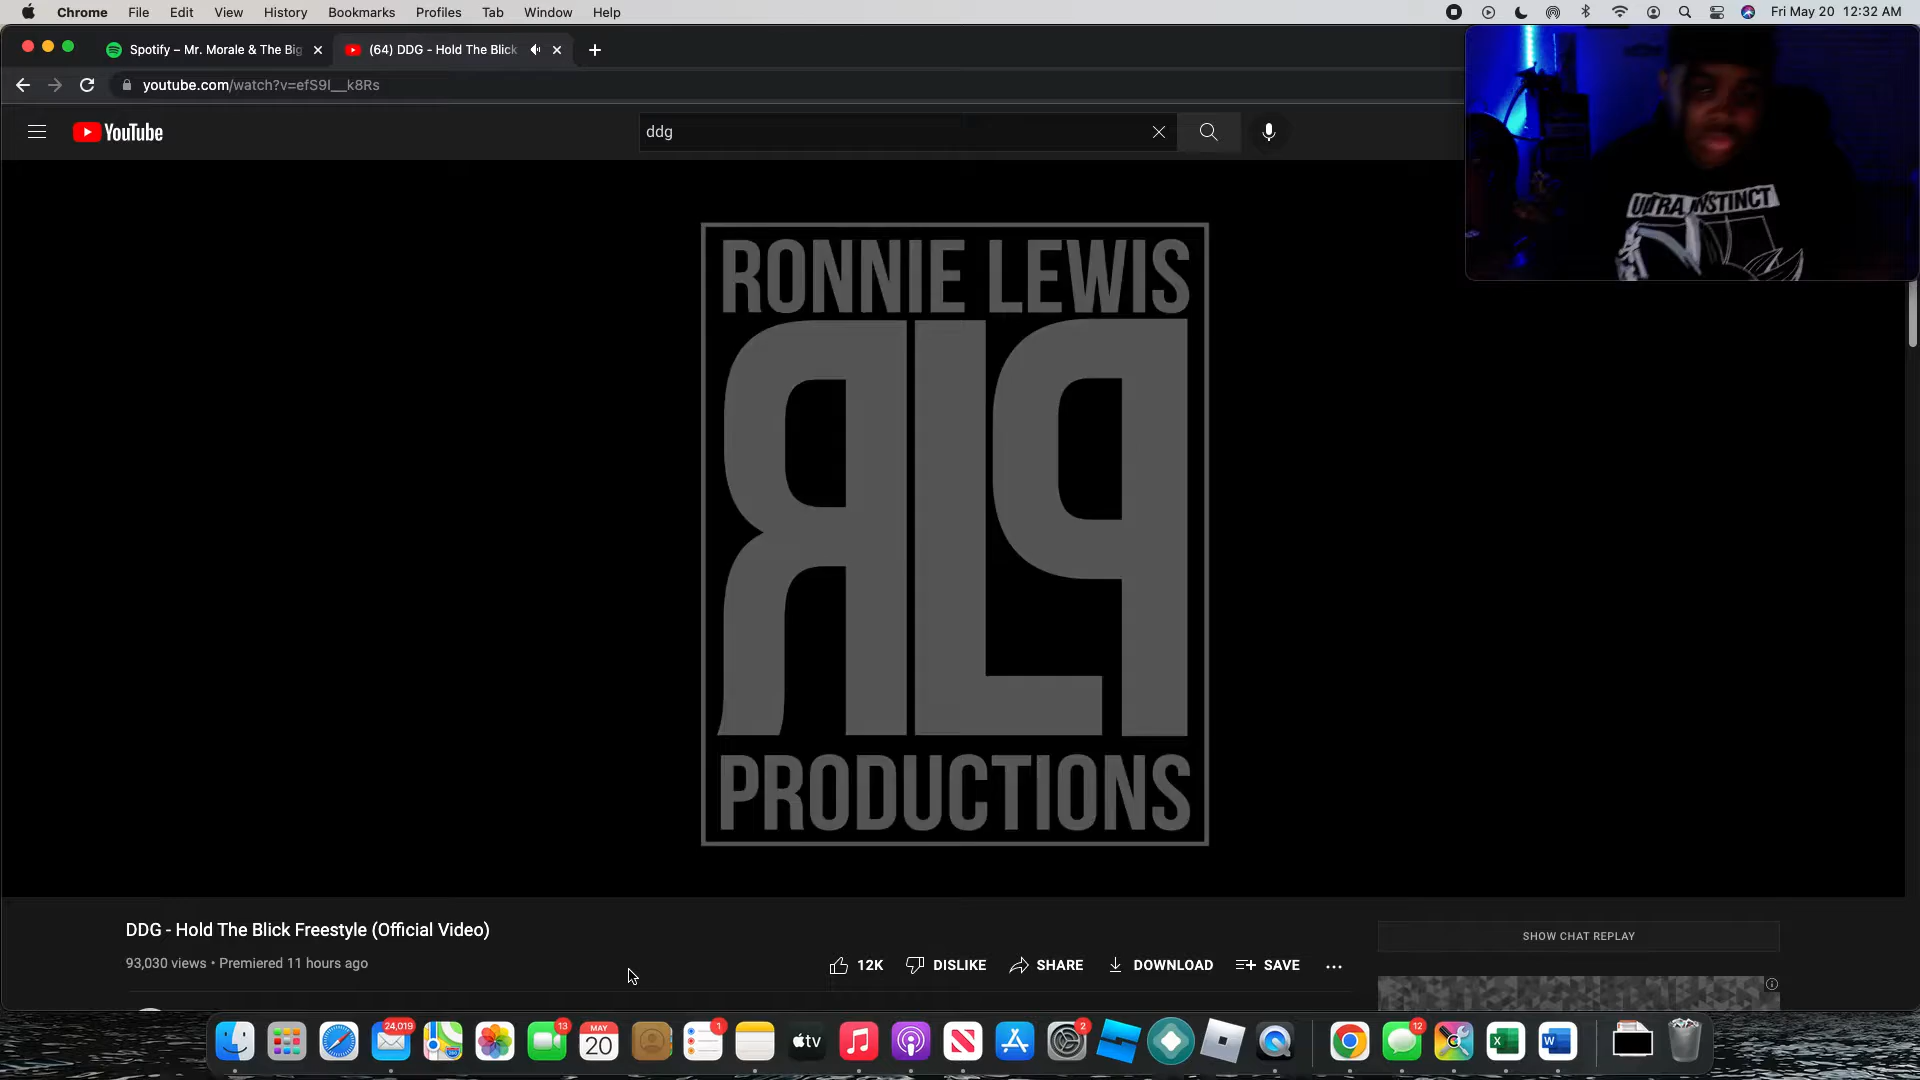 Chrome File Edit View History Bookmarks Profiles Tab Window Help Fri May 20 12:32 AM
Spotify – Mr. Morale & The Big (64) DDG - Hold The Blick
youtube.com/watch?v=efS9I__k8Rs
YouTube ddg
ULTRA INSTINCT
RONNIE LEWIS
RLP
PRODUCTIONS
DDG - Hold The Blick Freestyle (Official Video)
93,030 views • Premiered 11 hours ago
12K DISLIKE SHARE DOWNLOAD SAVE
SHOW CHAT REPLAY
24,019 13 MAY 20 1 tv 2 12